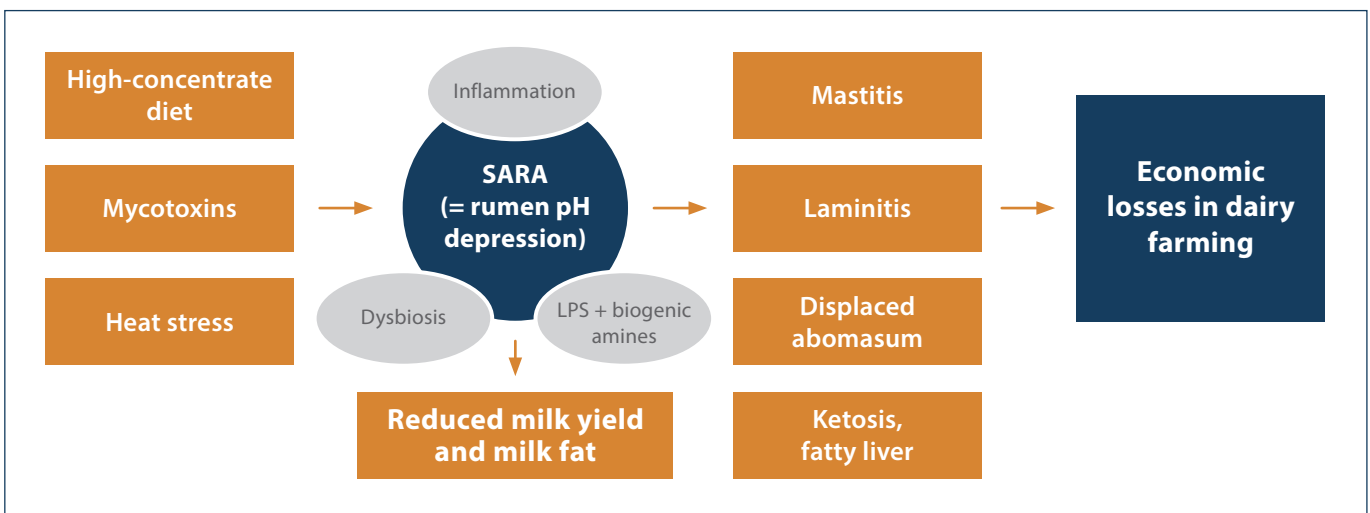 High-concentrate
diet
Mycotoxins
Heat stress
Inflammation
SARA
(= rumen pH
depression)
Dysbiosis
LPS + biogenic
amines
Reduced milk yield
and milk fat
Mastitis
Laminitis
Displaced
abomasum
Ketosis,
fatty liver
Economic
losses in dairy
farming